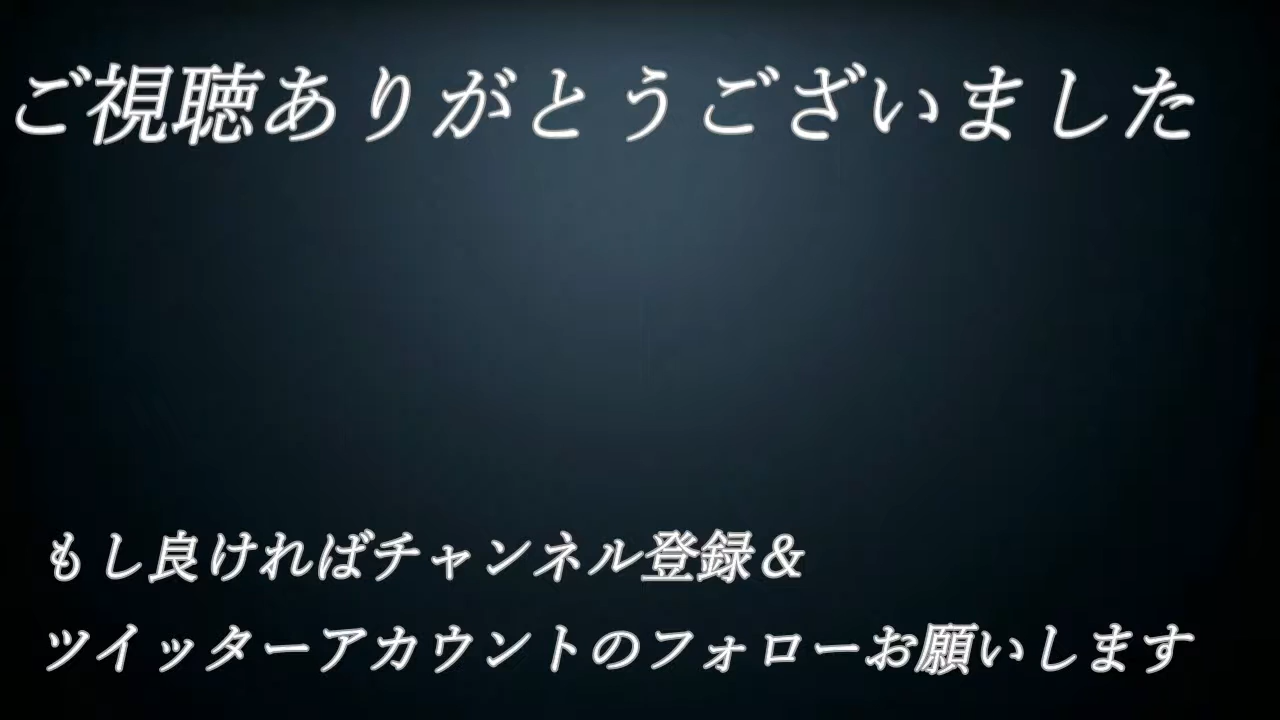 ご視聴ありがとうございました
もし良ければチャンネル登録＆
ツイッターアカウントのフォローお願いします